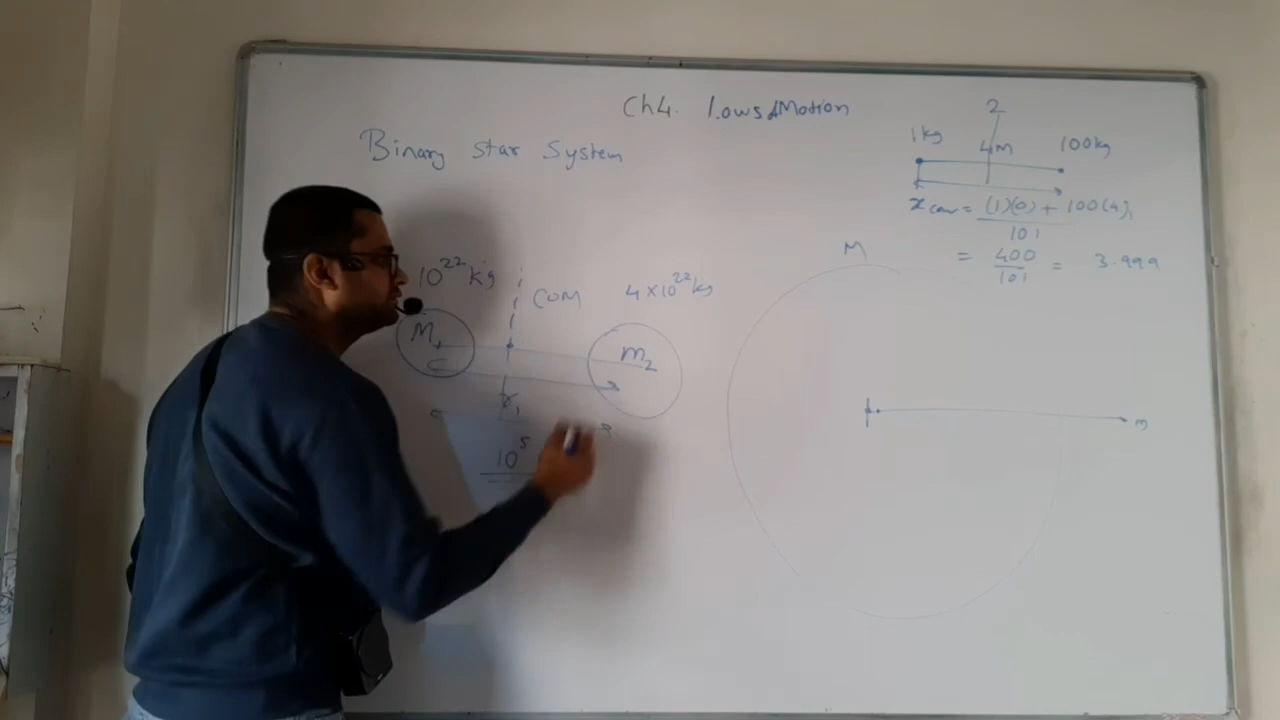 Ch4. Laws of Motion
Binary Star System
2
1kg 4M 100kg
x com = (1)(0) + 100(4)
101
= 400
101
= 3.999
10²² kg
COM
4×10²² kg
M
M₁
m₂
r₁
10⁵
m